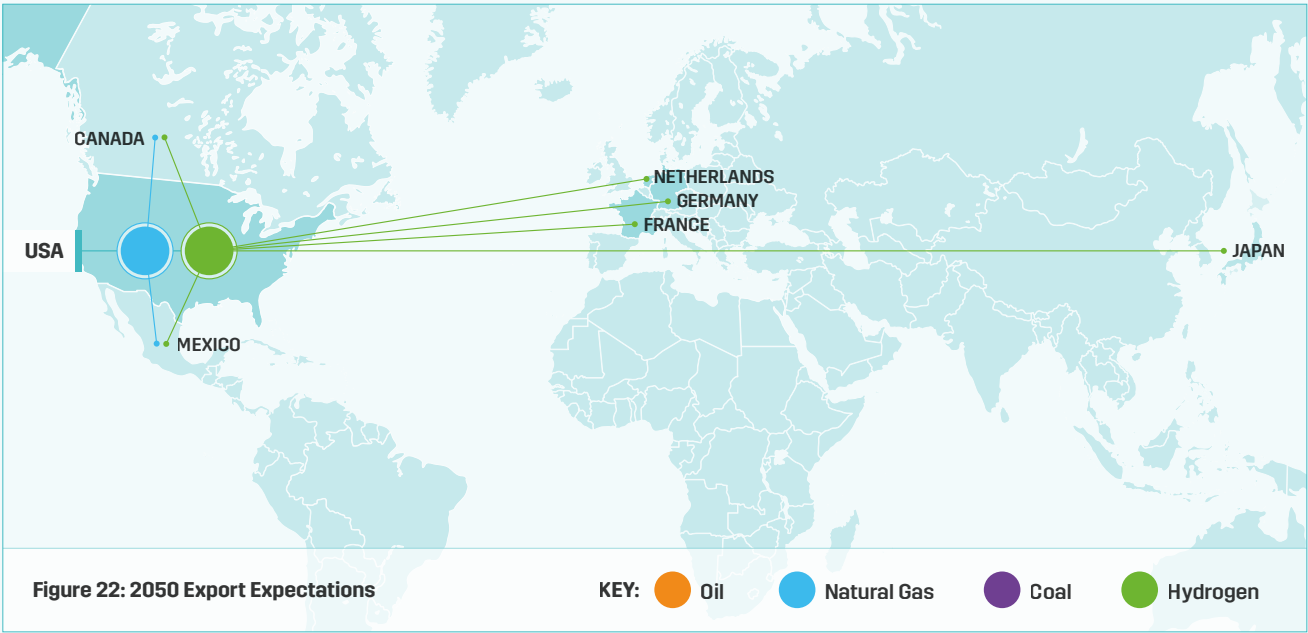 CANADA
NETHERLANDS
GERMANY
FRANCE
USA
JAPAN
MEXICO
Figure 22: 2050 Export Expectations
KEY:
Oil
Natural Gas
Coal
Hydrogen